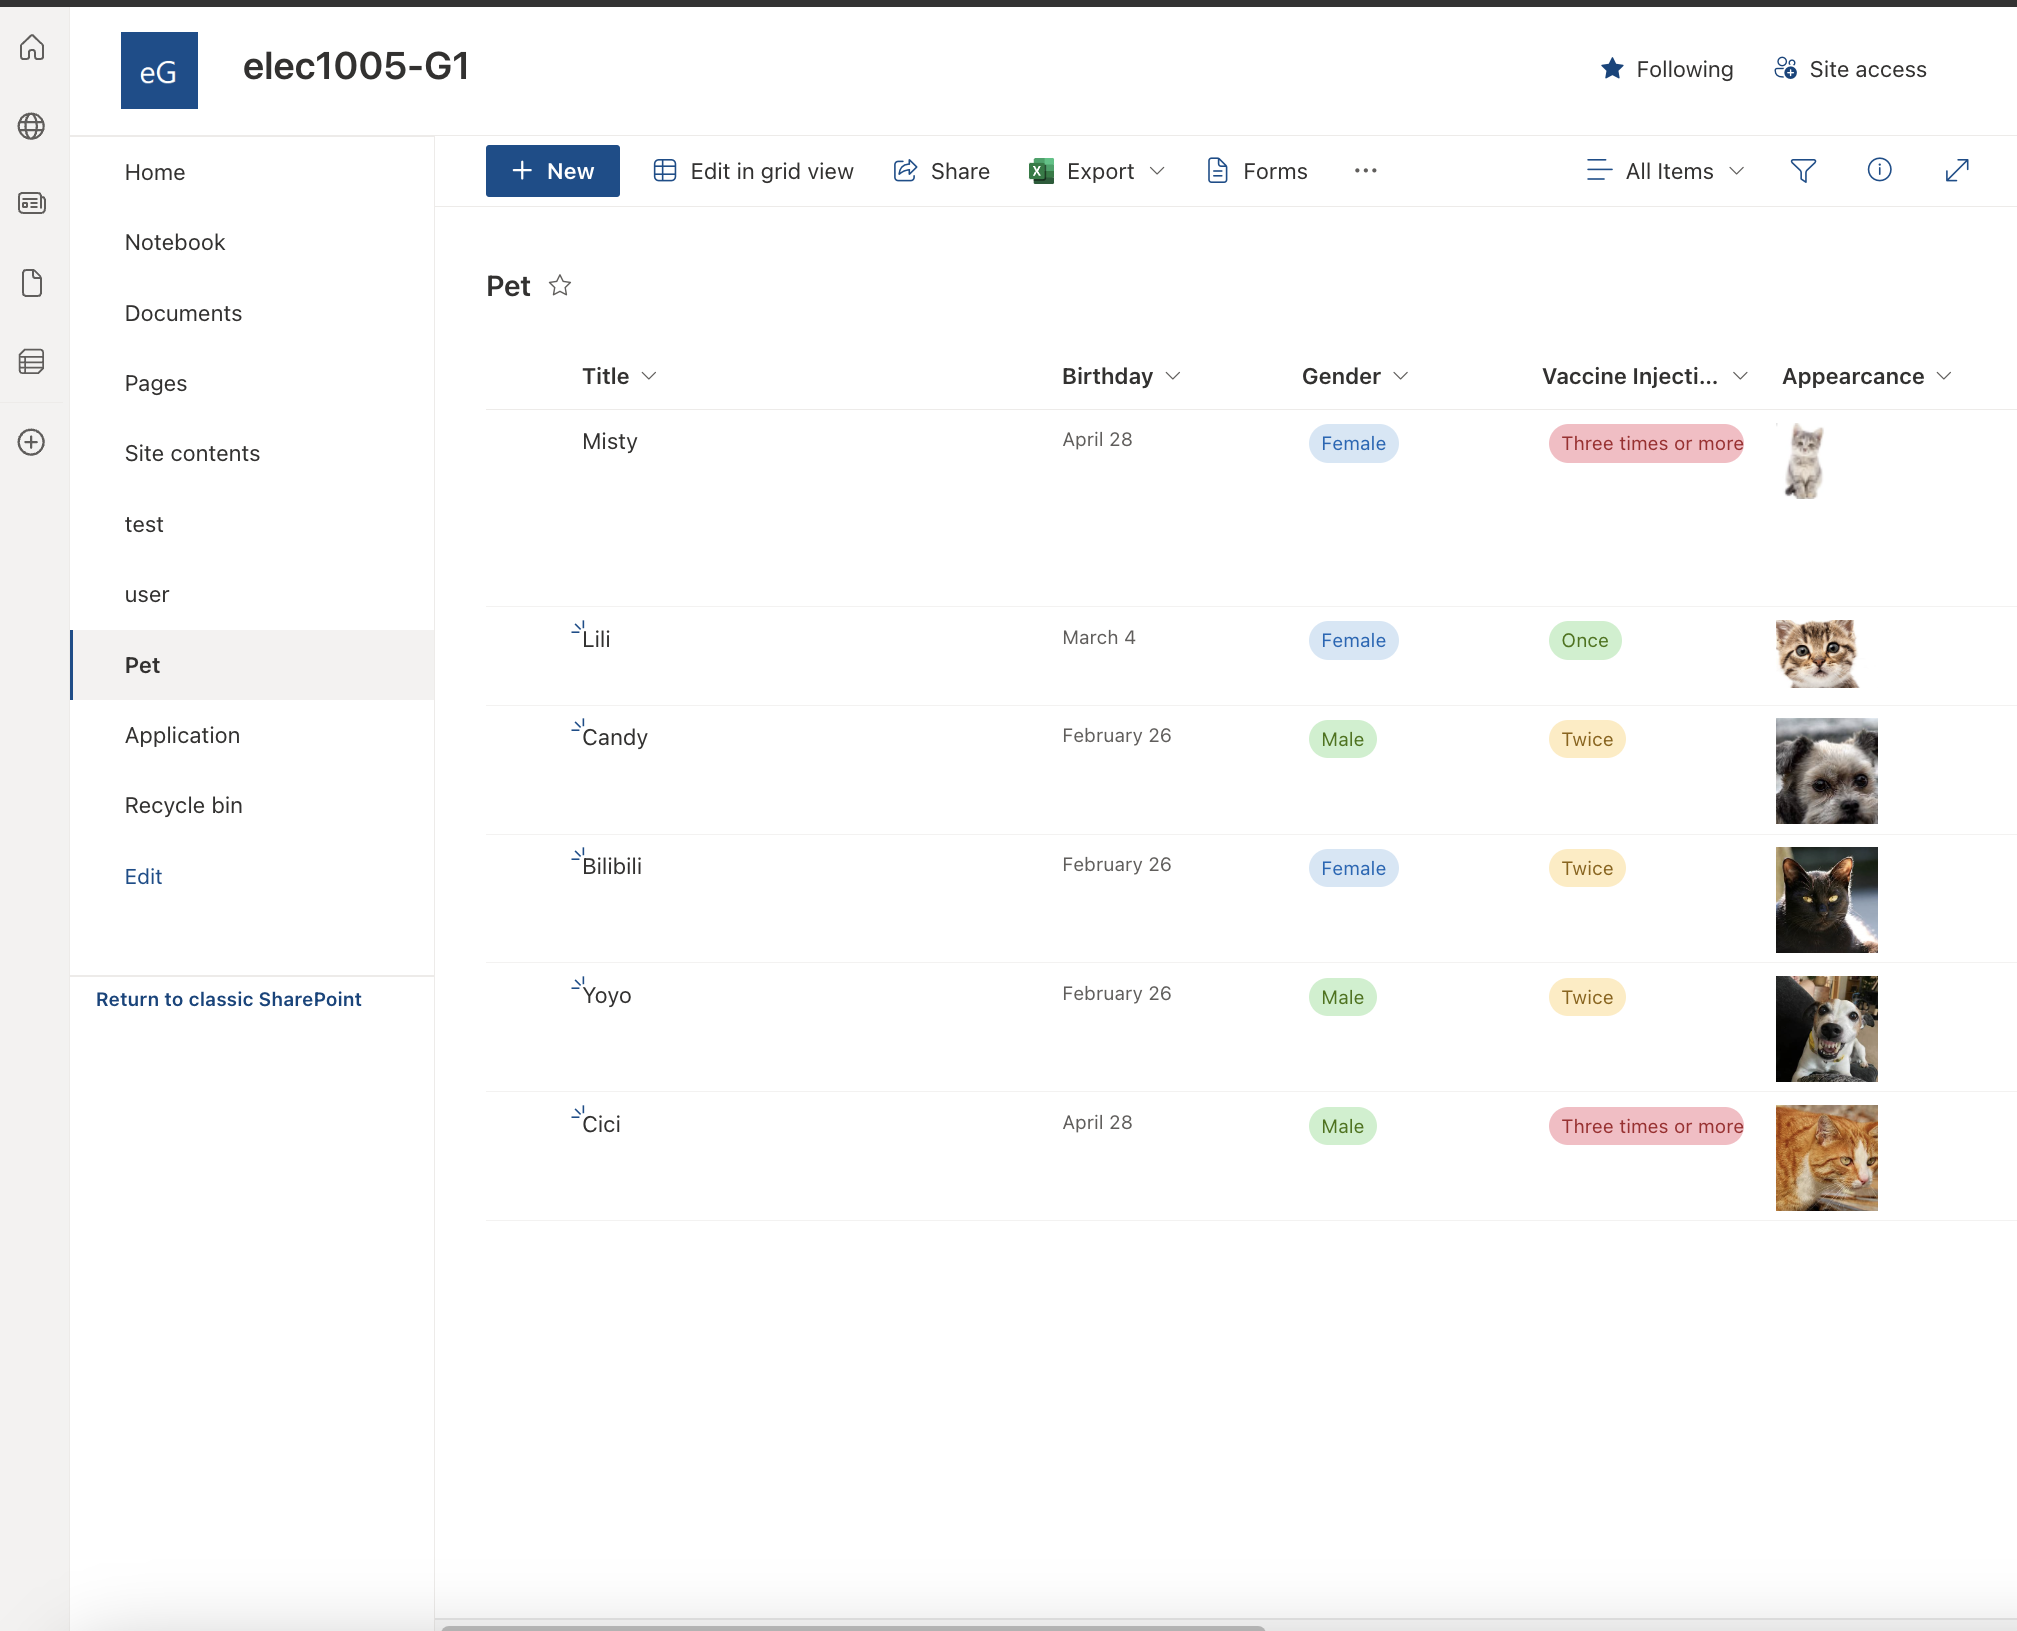 eG
elec1005-G1
Following
Site access
Home
Notebook
Documents
Pages
Site contents
test
user
Pet
Application
Recycle bin
Edit
Return to classic SharePoint
New
Edit in grid view
Share
Export
Forms
All Items
Pet
Title Birthday Gender Vaccine Injecti... Appearcance
Misty April 28 Female Three times or more
Lili March 4 Female Once
Candy February 26 Male Twice
Bilibili February 26 Female Twice
Yoyo February 26 Male Twice
Cici April 28 Male Three times or more